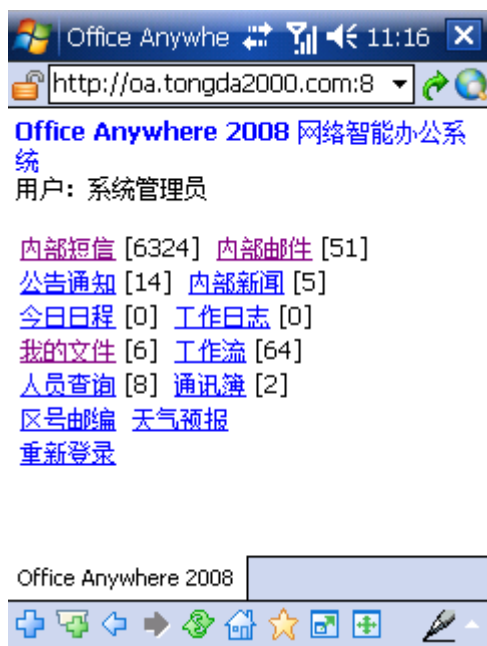 Office Anywhe 11:16
http://oa.tongda2000.com:8
Office Anywhere 2008 网络智能办公系
统
用户：系统管理员
内部短信 [6324] 内部邮件 [51]
公告通知 [14] 内部新闻 [5]
今日日程 [0] 工作日志 [0]
我的文件 [6] 工作流 [64]
人员查询 [8] 通讯簿 [2]
区号邮编 天气预报
重新登录
Office Anywhere 2008